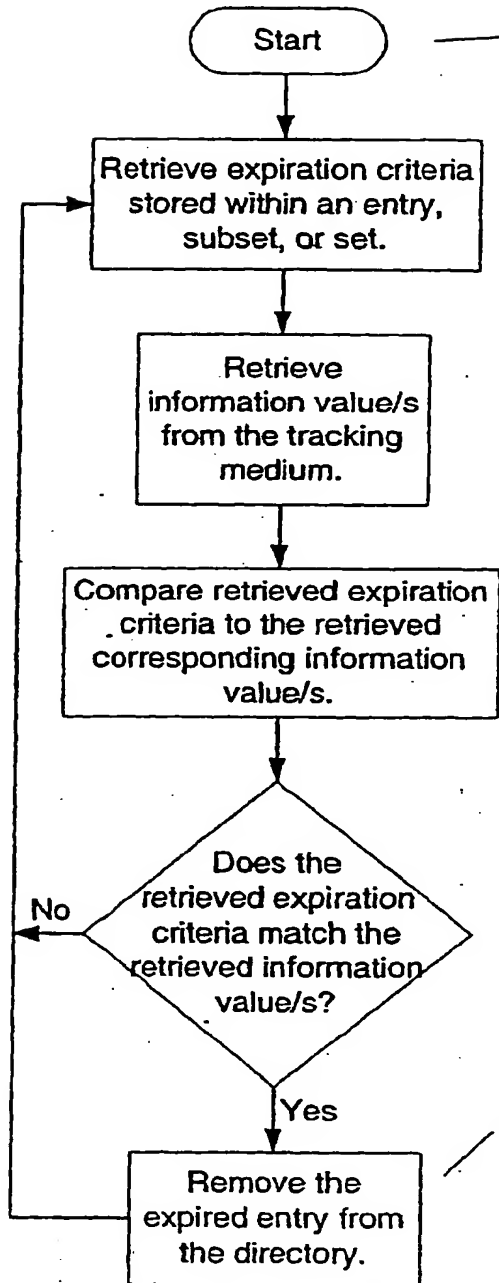 Start
Retrieve expiration criteria
stored within an entry,
subset, or set.
Retrieve
information value/s
from the tracking
medium.
Compare retrieved expiration
criteria to the retrieved
corresponding information
value/s.
Does the
retrieved expiration
criteria match the
retrieved information
value/s?
No
Yes
Remove the
expired entry from
the directory.